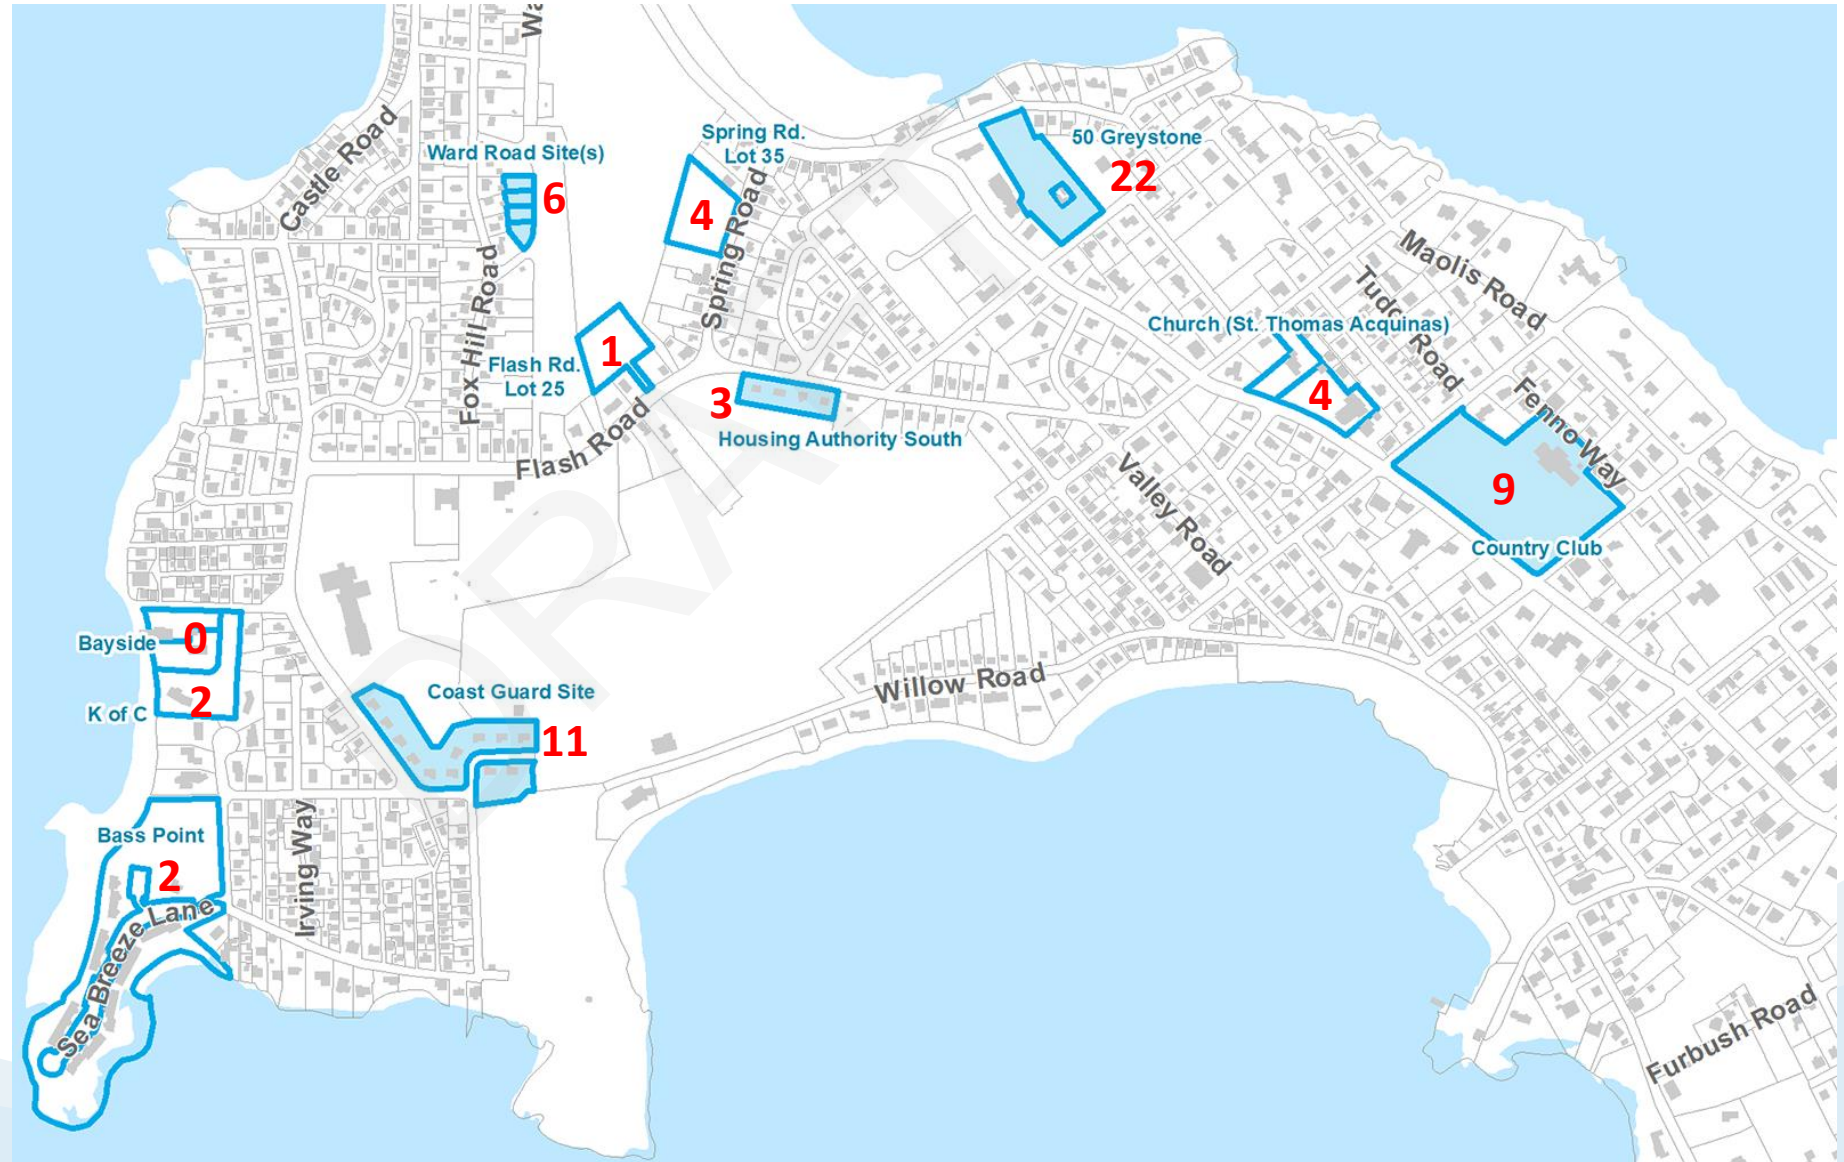 Wa
Castle Road
Ward Road Site(s)
6
Spring Rd.
Lot 35
4
Spring Road
50 Greystone
22
Maolis Road
Tudor Road
Church (St. Thomas Acquinas)
4
Fenno Way
9
Country Club
Fox Hill Road
Flash Rd.
Lot 25
1
Flash Road
3
Housing Authority South
Valley Road
Bayside
0
K of C
2
Coast Guard Site
11
Willow Road
Bass Point
2
Irving Way
Sea Breeze Lane
Furbush Road
DRAFT